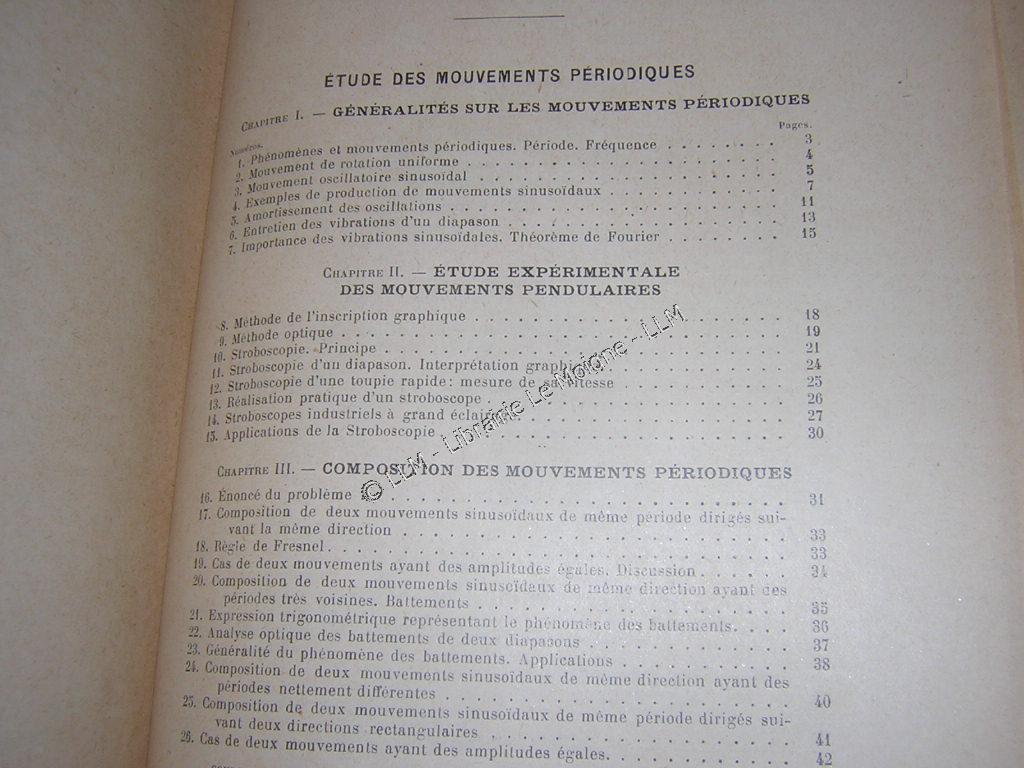 ÉTUDE DES MOUVEMENTS PÉRIODIQUES
CHAPITRE I. — GÉNÉRALITÉS SUR LES MOUVEMENTS PÉRIODIQUES
Numéros. Pages.
1. Phénomènes et mouvements périodiques. Période. Fréquence . . . . . . . . 3
2. Mouvement de rotation uniforme . . . . . . . . 4
3. Mouvement oscillatoire sinusoïdal . . . . . . . . 5
4. Exemples de production de mouvements sinusoïdaux . . . . . . . . 7
5. Amortissement des oscillations . . . . . . . . 11
6. Entretien des vibrations d'un diapason . . . . . . . . 13
7. Importance des vibrations sinusoïdales. Théorème de Fourier . . . . . . . . 15
CHAPITRE II. — ÉTUDE EXPÉRIMENTALE
DES MOUVEMENTS PENDULAIRES
8. Méthode de l'inscription graphique . . . . . . . . 18
9. Méthode optique . . . . . . . . 19
10. Stroboscopie. Principe . . . . . . . . 21
11. Stroboscopie d'un diapason. Interprétation graphique . . . . . . . . 24
12. Stroboscopie d'une toupie rapide : mesure de sa vitesse . . . . . . . . 25
13. Réalisation pratique d'un stroboscope . . . . . . . . 26
14. Stroboscopes industriels à grand éclairage . . . . . . . . 27
15. Applications de la Stroboscopie . . . . . . . . 30
CHAPITRE III. — COMPOSITION DES MOUVEMENTS PÉRIODIQUES
16. Énoncé du problème . . . . . . . . 31
17. Composition de deux mouvements sinusoïdaux de même période dirigés sui-
vant la même direction . . . . . . . . 33
18. Règle de Fresnel . . . . . . . . 33
19. Cas de deux mouvements ayant des amplitudes égales. Discussion . . . . . . 34
20. Composition de deux mouvements sinusoïdaux de même direction ayant des
périodes très voisines. Battements . . . . . . . . 35
21. Expression trigonométrique représentant le phénomène des battements. . . . 36
22. Analyse optique des battements de deux diapasons . . . . . . . . 37
23. Généralité du phénomène des battements. Applications . . . . . . . . 38
24. Composition de deux mouvements sinusoïdaux de même direction ayant des
périodes nettement différentes . . . . . . . . 40
25. Composition de deux mouvements sinusoïdaux de même période dirigés sui-
vant deux directions rectangulaires . . . . . . . . 41
26. Cas de deux mouvements ayant des amplitudes égales. . . . . . . . 42
© LLM - Librairie Le Moigne - LLM